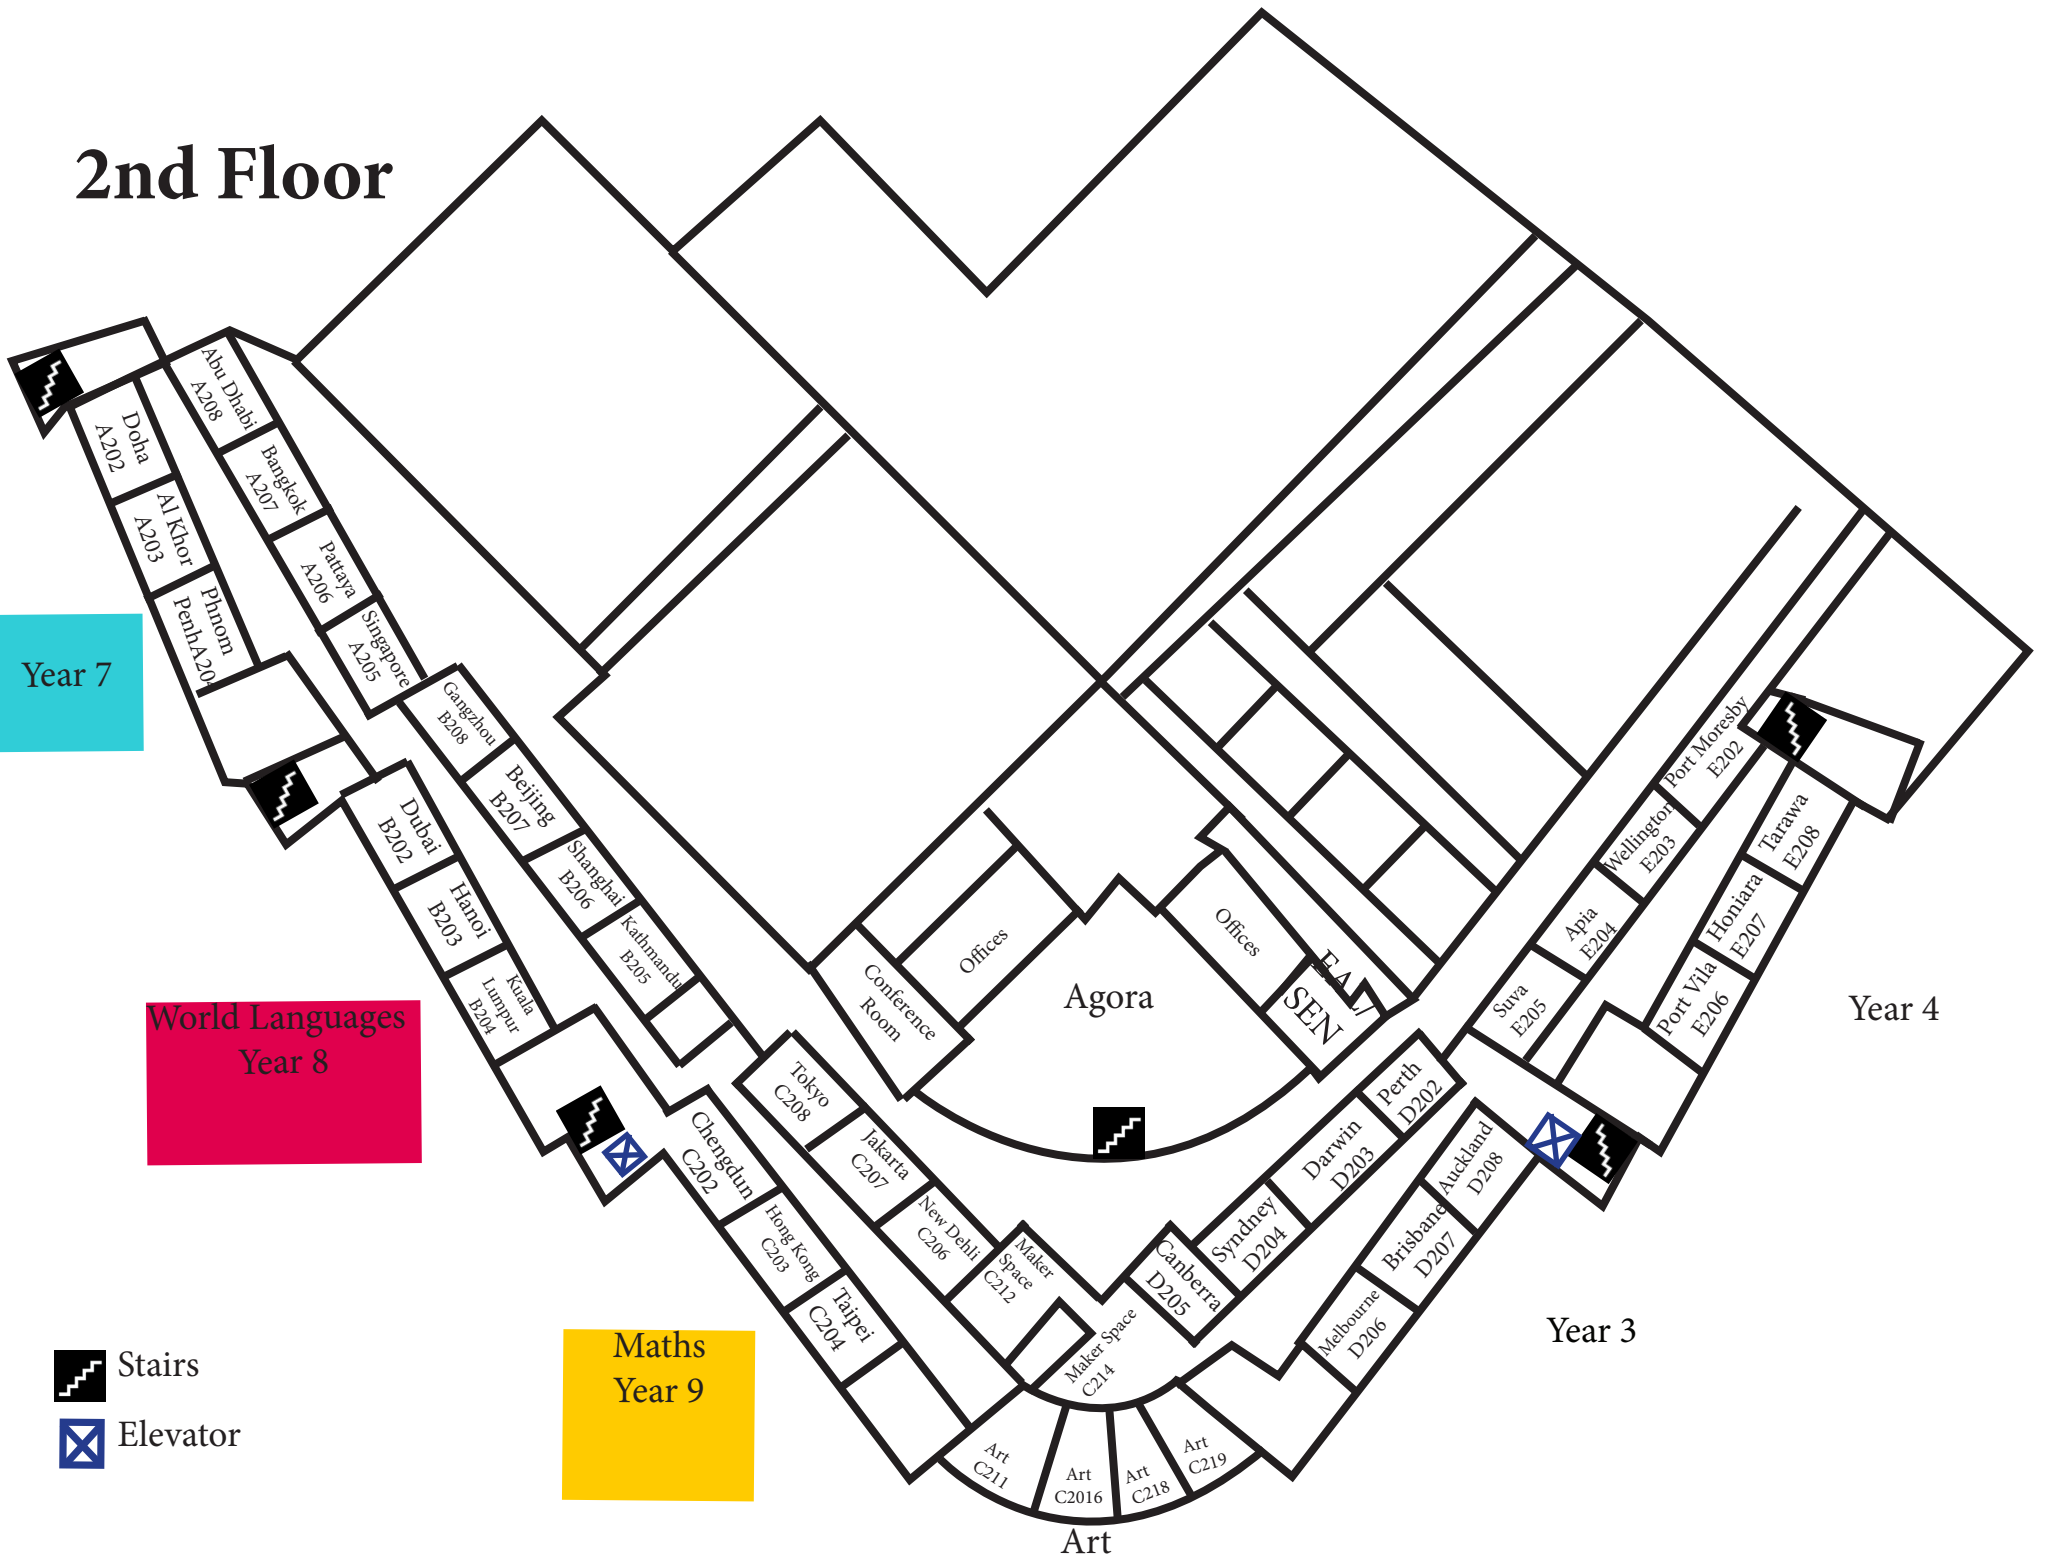 2nd Floor
Abu Dhabi
A208
Doha
A202
Bangkok
A207
Al Khor
A203
Pattaya
A206
Phnom
PenhA204
Singapore
A205
Year 7
Gangzhou
B208
Beijing
B207
Dubai
B202
Shanghai
B206
Hanoi
B203
Kathmandu
B205
Kuala
Lumpur
B204
World Languages
Year 8
Conference
Room
Offices
Agora
Offices
EAL
SEN
Port Moresby
E202
Wellington
E203
Apia
E204
Suva
E205
Tarawa
E208
Honiara
E207
Port Vila
E206
Year 4
Tokyo
C208
Jakarta
C207
New Dehli
C206
Chengdun
C202
Hong Kong
C203
Taipei
C204
Maker
Space
C212
Maker Space
C214
Perth
D202
Darwin
D203
Syndney
D204
Canberra
D205
Auckland
D208
Brisbane
D207
Melbourne
D206
Year 3
Maths
Year 9
Stairs
Elevator
Art
C211
Art
C2016
Art
C218
Art
C219
Art